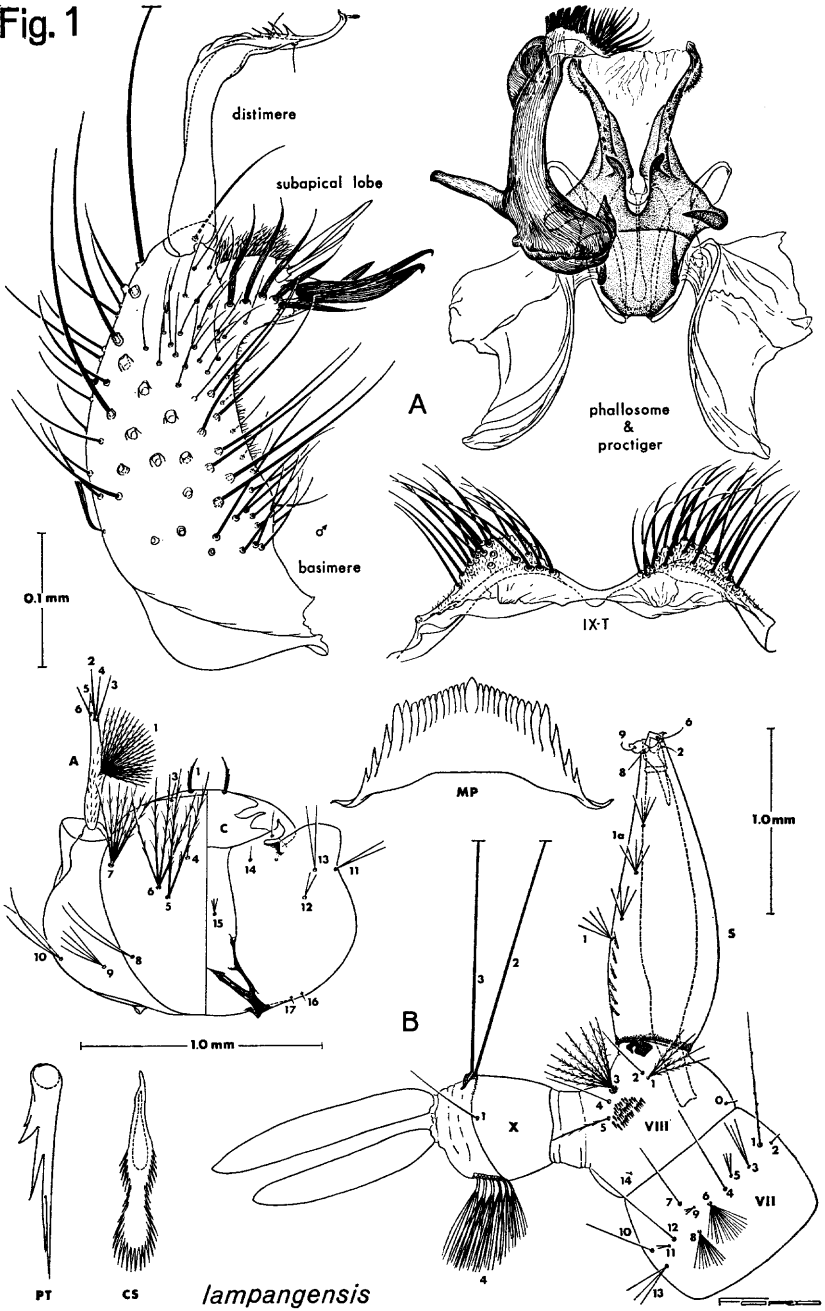 Fig. 1
distimere
subapical lobe
A
phallosome
&
proctiger
♂
basimere
0.1 mm
IX-T
2
4
5
3
6
1
A
3
1
C
7
6
5
4
14
13
11
12
15
10
9
8
17
16
1.0 mm
MP
9
6
8
2
1a
1
S
1.0 mm
B
3
2
1
X
4
3
2
1
4
5
VIII
0
14
1
2
3
5
4
VII
7
9
6
8
10
12
11
13
PT
CS
lampangensis